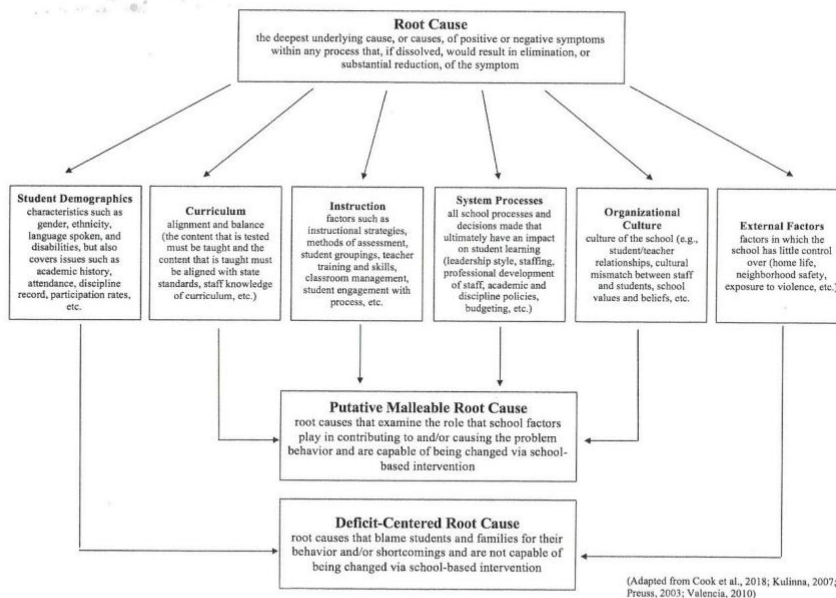 Root Cause
the deepest underlying cause, or causes, of positive or negative symptoms
within any process that, if dissolved, would result in elimination, or
substantial reduction, of the symptom
Student Demographics
characteristics such as
gender, ethnicity,
language spoken, and
disabilities, but also
covers issues such as
academic history,
attendance, discipline
record, participation rates,
etc.
Curriculum
alignment and balance
(the content that is tested
must be taught and the
content that is taught must
be aligned with state
standards, staff knowledge
of curriculum, etc.)
Instruction
factors such as
instructional strategies,
methods of assessment,
student groupings, teacher
training and skills,
classroom management,
student engagement with
process, etc.
System Processes
all school processes and
decisions made that
ultimately have an impact
on student learning
(leadership style, staffing,
professional development
of staff, academic and
discipline policies,
budgeting, etc.)
Organizational
Culture
culture of the school (e.g.,
student/teacher
relationships, cultural
mismatch between staff
and students, school
values and beliefs, etc.
External Factors
factors in which the
school has little control
over (home life,
neighborhood safety,
exposure to violence, etc.)
Putative Malleable Root Cause
root causes that examine the role that school factors
play in contributing to and/or causing the problem
behavior and are capable of being changed via school-
based intervention
Deficit-Centered Root Cause
root causes that blame students and families for their
behavior and/or shortcomings and are not capable of
being changed via school-based intervention
(Adapted from Cook et al., 2018; Kulinna, 2007;
Preuss, 2003; Valencia, 2010)